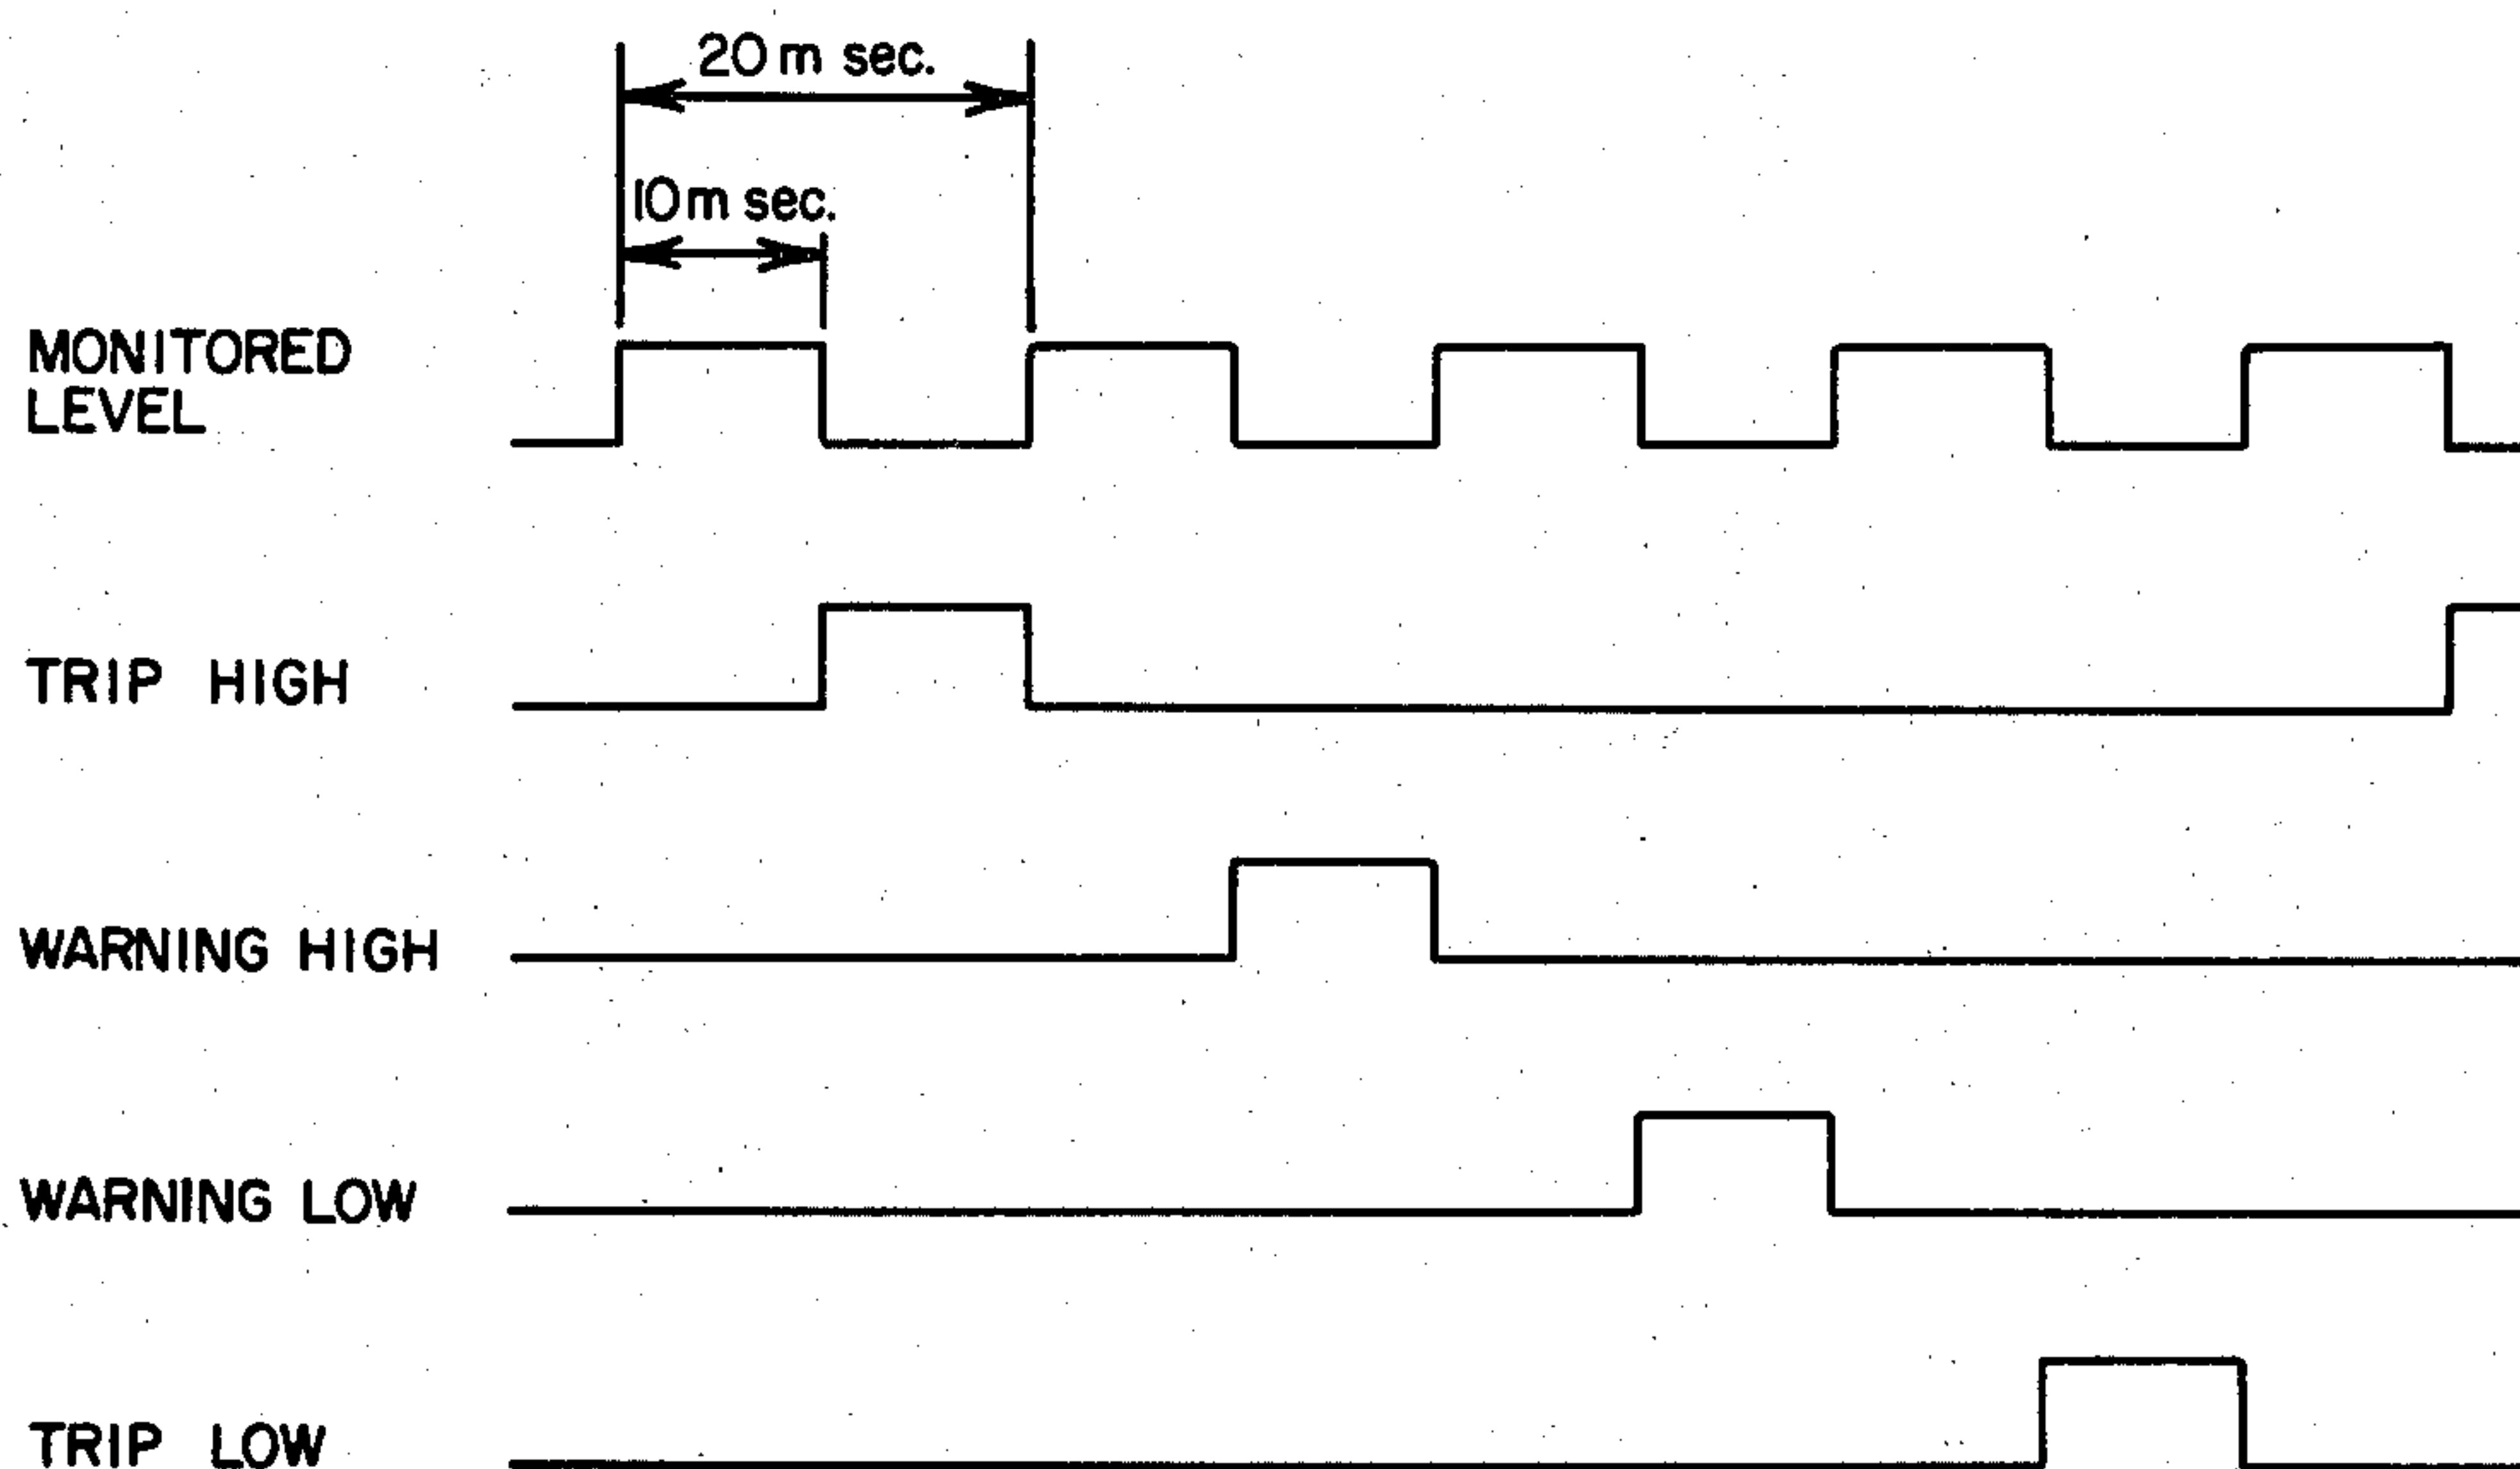 20 m sec.
10 m sec.
MONITORED
LEVEL
TRIP HIGH
WARNING HIGH
WARNING LOW
TRIP LOW